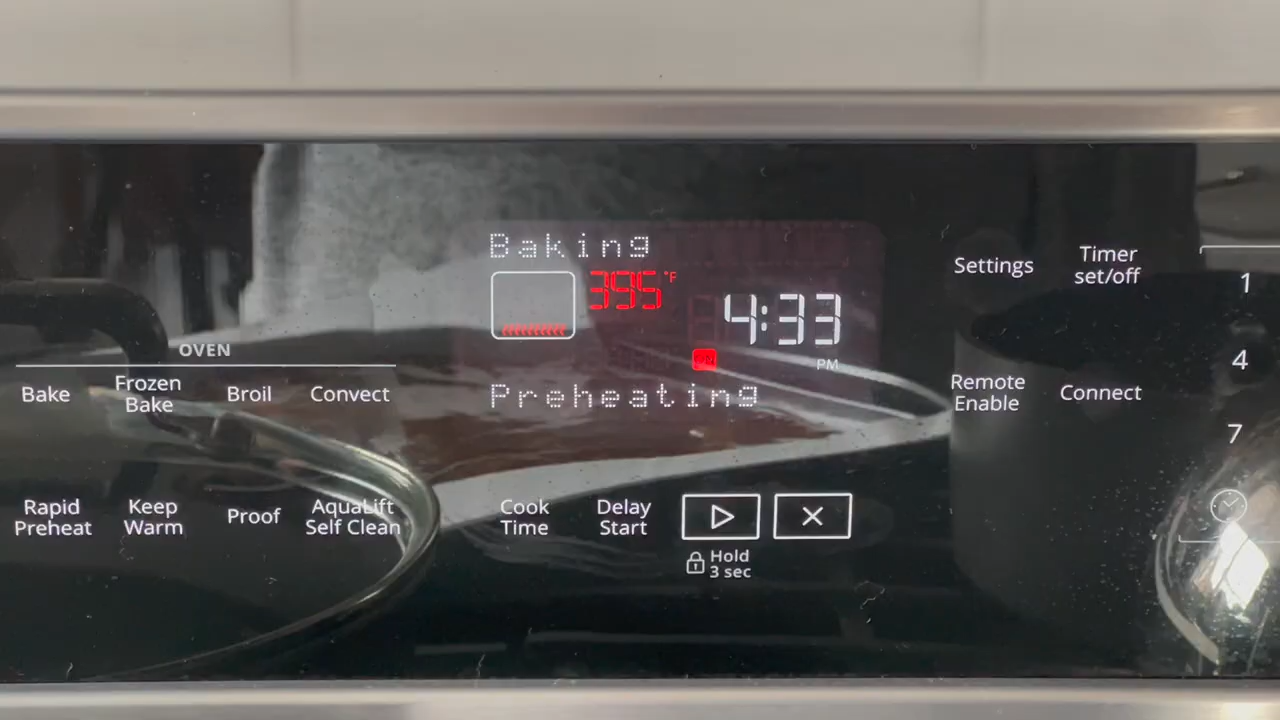 Baking
395°F
4:33
PM
Preheating
OVEN
Bake
Frozen
Bake
Broil
Convect
Rapid
Preheat
Keep
Warm
Proof
AquaLift
Self Clean
Cook
Time
Delay
Start
Hold
3 sec
Settings
Timer
set/off
Remote
Enable
Connect
1
4
7